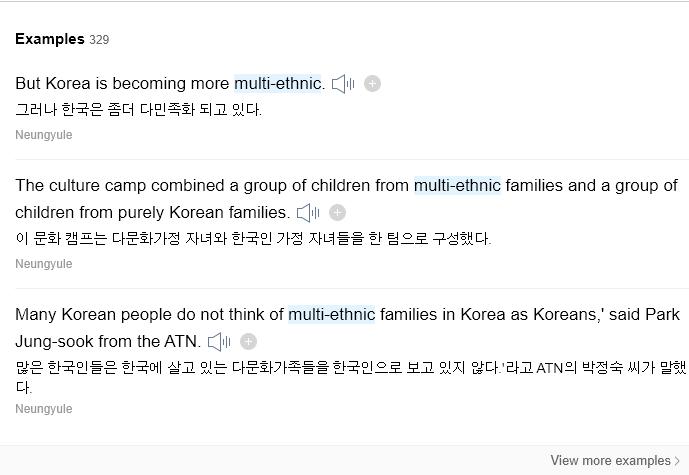 Examples 329
But Korea is becoming more multi-ethnic.
그러나 한국은 좀더 다민족화 되고 있다.
Neungyule
The culture camp combined a group of children from multi-ethnic families and a group of
children from purely Korean families.
이 문화 캠프는 다문화가정 자녀와 한국인 가정 자녀들을 한 팀으로 구성했다.
Neungyule
Many Korean people do not think of multi-ethnic families in Korea as Koreans,' said Park
Jung-sook from the ATN.
많은 한국인들은 한국에 살고 있는 다문화가족들을 한국인으로 보고 있지 않다.'라고 ATN의 박정숙 씨가 말했
다.
Neungyule
View more examples >